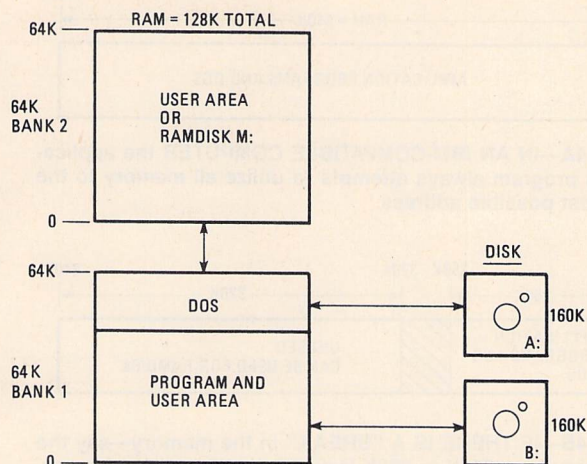 RAM = 128K TOTAL
64K
64K
BANK 2
USER AREA
OR
RAMDISK M:
0
64K
DISK
DOS
160K
A:
64K
BANK 1
PROGRAM AND
USER AREA
160K
B:
0